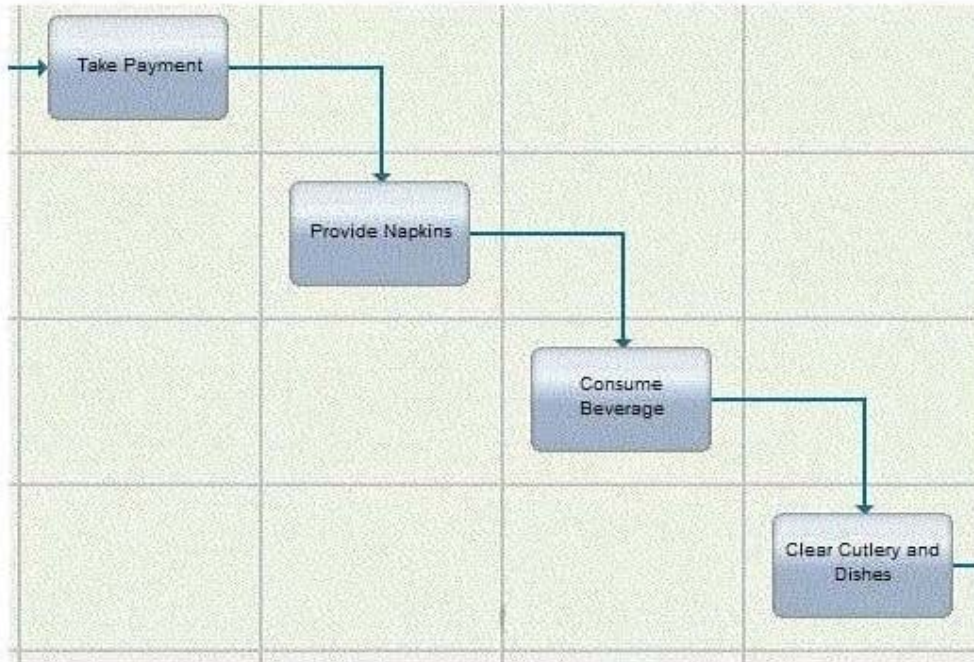 Take Payment
Provide Napkins
Consume
Beverage
Clear Cutlery and
Dishes